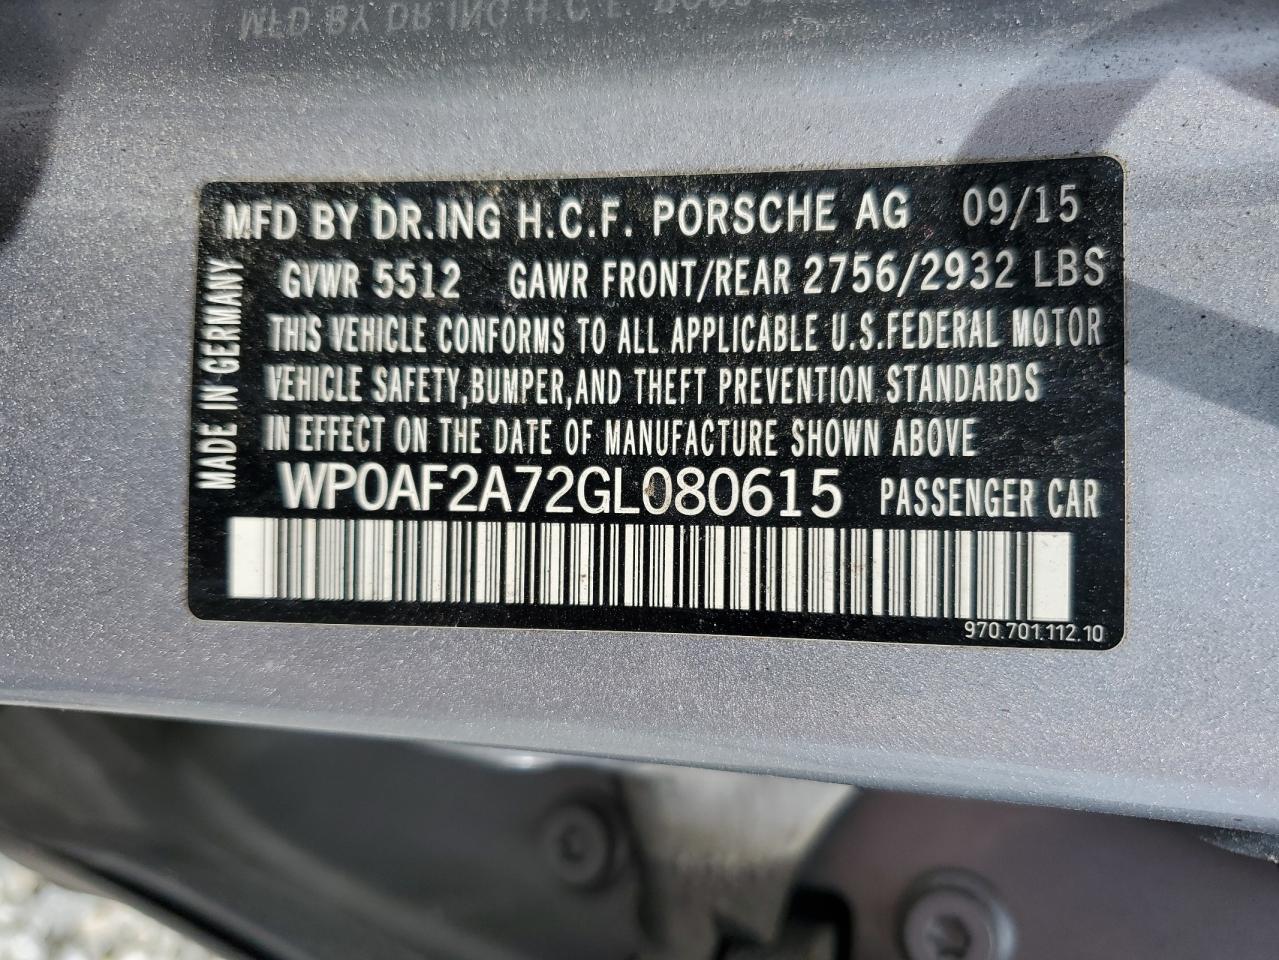 MFD BY DR.ING H.C.F. PORSCHE AG 09/15
GVWR 5512 GAWR FRONT/REAR 2756/2932 LBS
THIS VEHICLE CONFORMS TO ALL APPLICABLE U.S.FEDERAL MOTOR
VEHICLE SAFETY,BUMPER,AND THEFT PREVENTION STANDARDS
IN EFFECT ON THE DATE OF MANUFACTURE SHOWN ABOVE
WP0AF2A72GL080615 PASSENGER CAR
970.701.112.10
MADE IN GERMANY